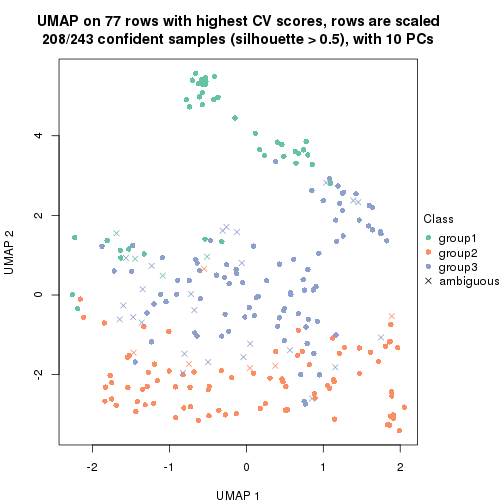 UMAP on 77 rows with highest CV scores, rows are scaled
208/243 confident samples (silhouette > 0.5), with 10 PCs
4
2
0
-2
UMAP 2
-2
-1
0
1
2
UMAP 1
Class
group1
group2
group3
ambiguous